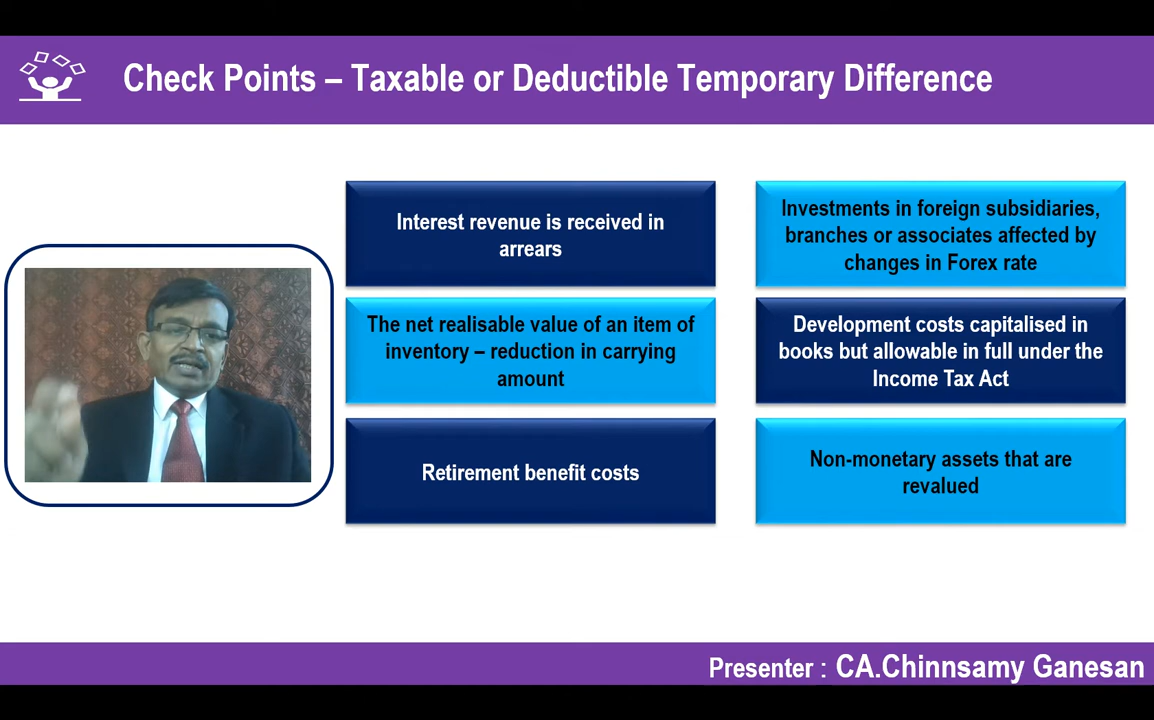 Check Points – Taxable or Deductible Temporary Difference
Interest revenue is received in
arrears
Investments in foreign subsidiaries,
branches or associates affected by
changes in Forex rate
The net realisable value of an item of
inventory – reduction in carrying
amount
Development costs capitalised in
books but allowable in full under the
Income Tax Act
Retirement benefit costs
Non-monetary assets that are
revalued
Presenter : CA.Chinnsamy Ganesan